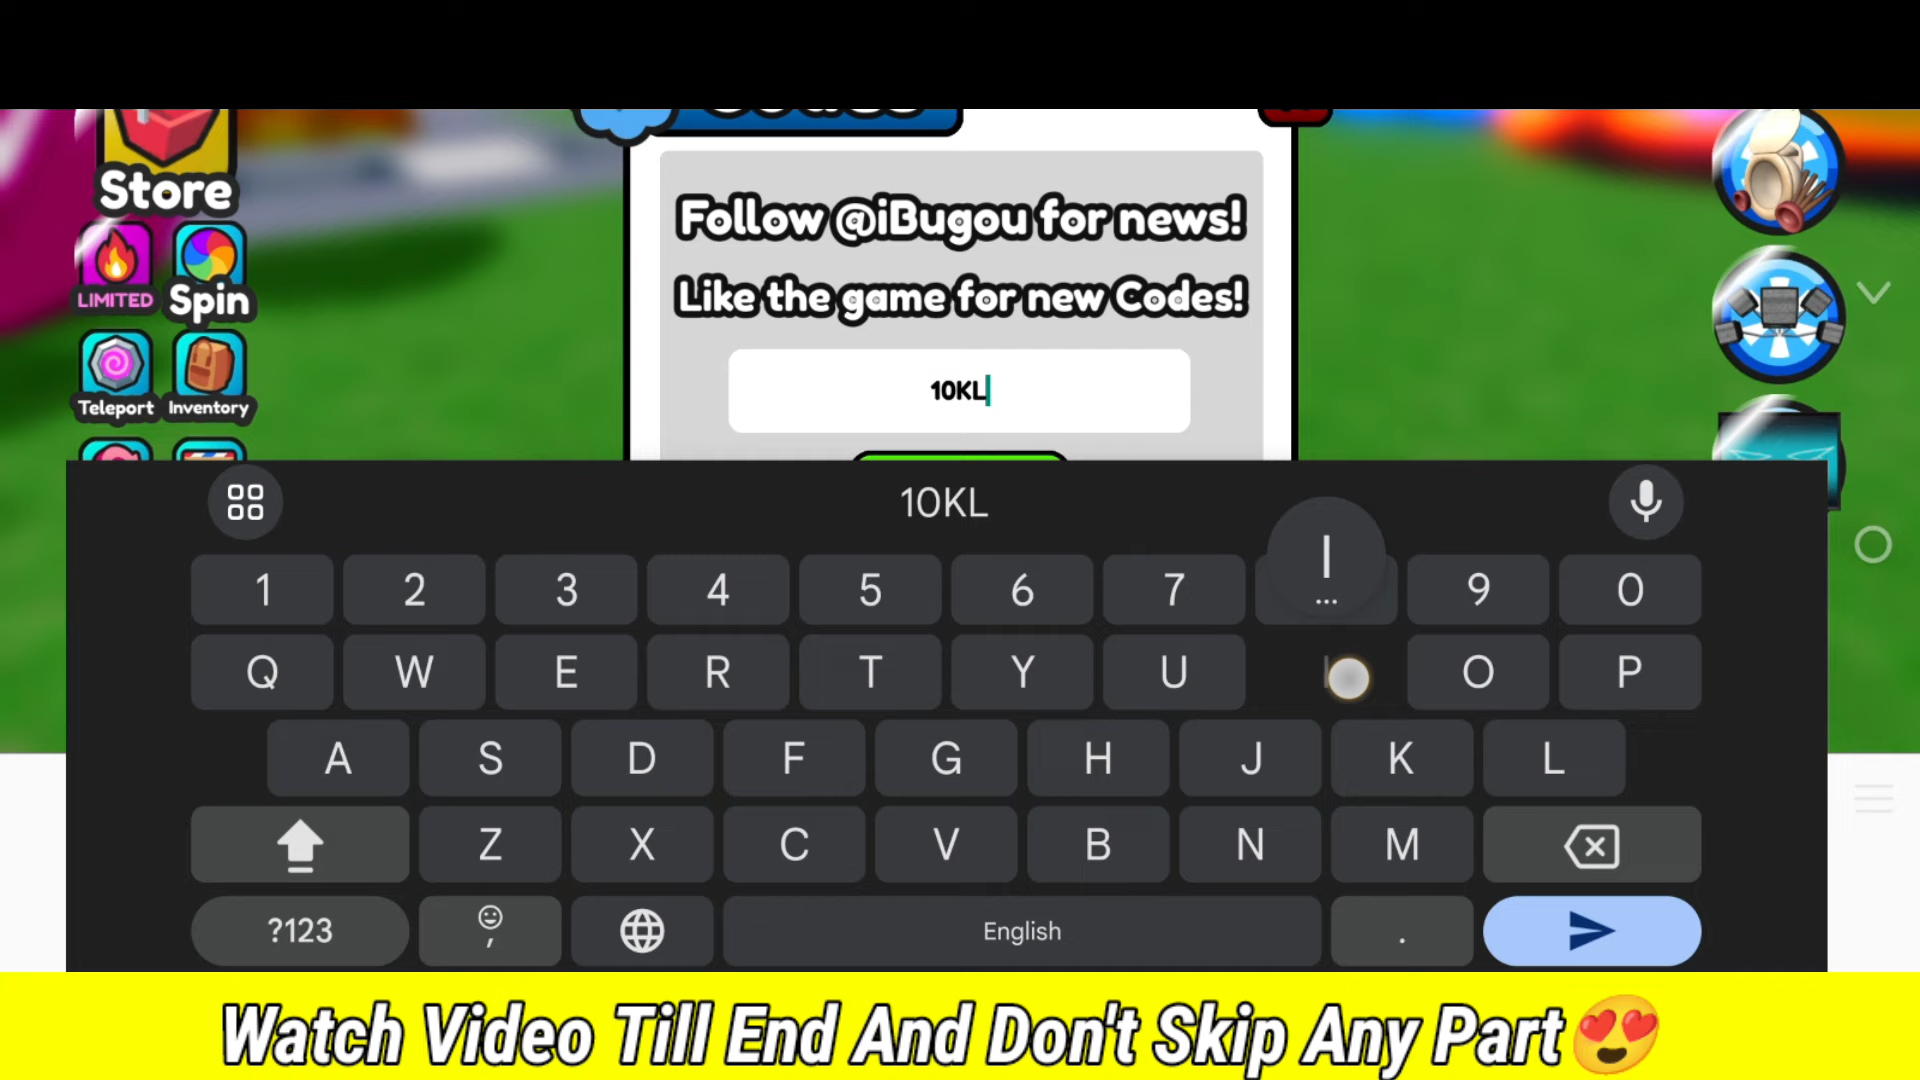 Store
Follow @iBugou for news!
LIMITED
Spin
Like the game for new Codes!
Teleport
Inventory
10KL
10KL
I
...
1 2 3 4 5 6 7 9 0
Q W E R T Y U O P
A S D F G H J K L
Z X C V B N M
?123 , English .
Watch Video Till End And Don't Skip Any Part😍